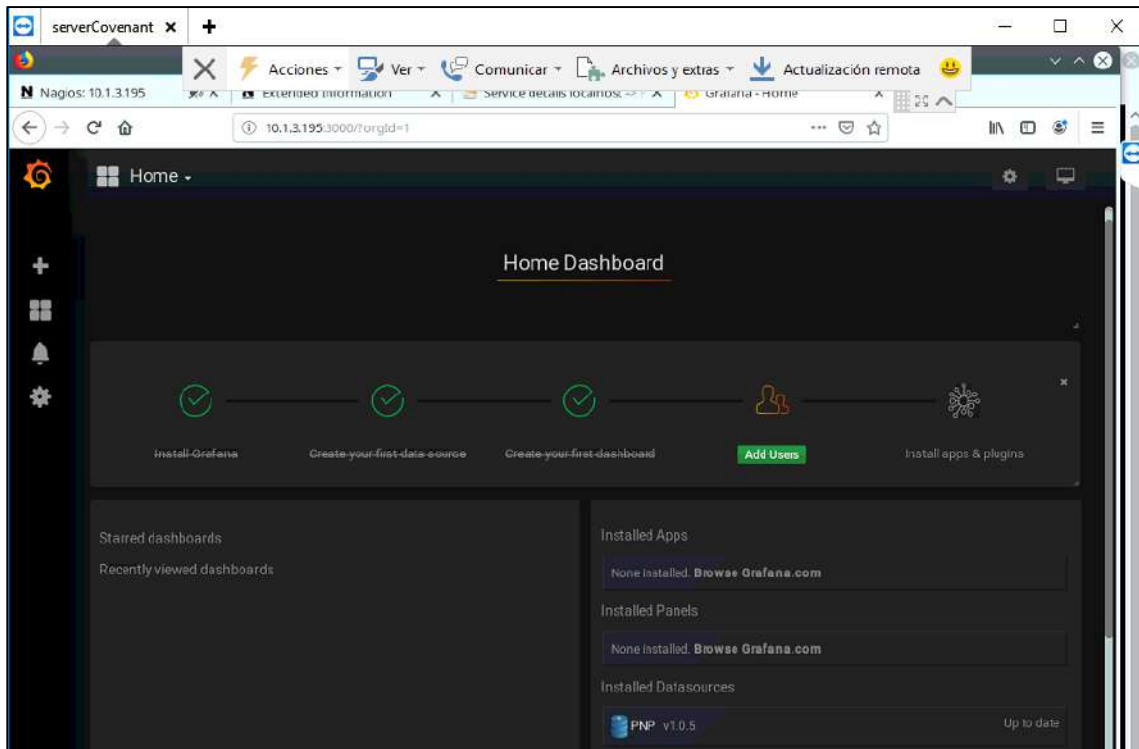 serverCovenant
Acciones Ver Comunicar Archivos y extras Actualización remota
Nagios: 10.1.3.195 Extended Information Service details localhost -> Grafana - Home
10.1.3.195:3000/?orgId=1
Home
Home Dashboard
Install Grafana Create your first data source Create your first dashboard Add Users Install apps & plugins
Starred dashboards
Recently viewed dashboards
Installed Apps
None installed. Browse Grafana.com
Installed Panels
None installed. Browse Grafana.com
Installed Datasources
PNP v1.0.5 Up to date